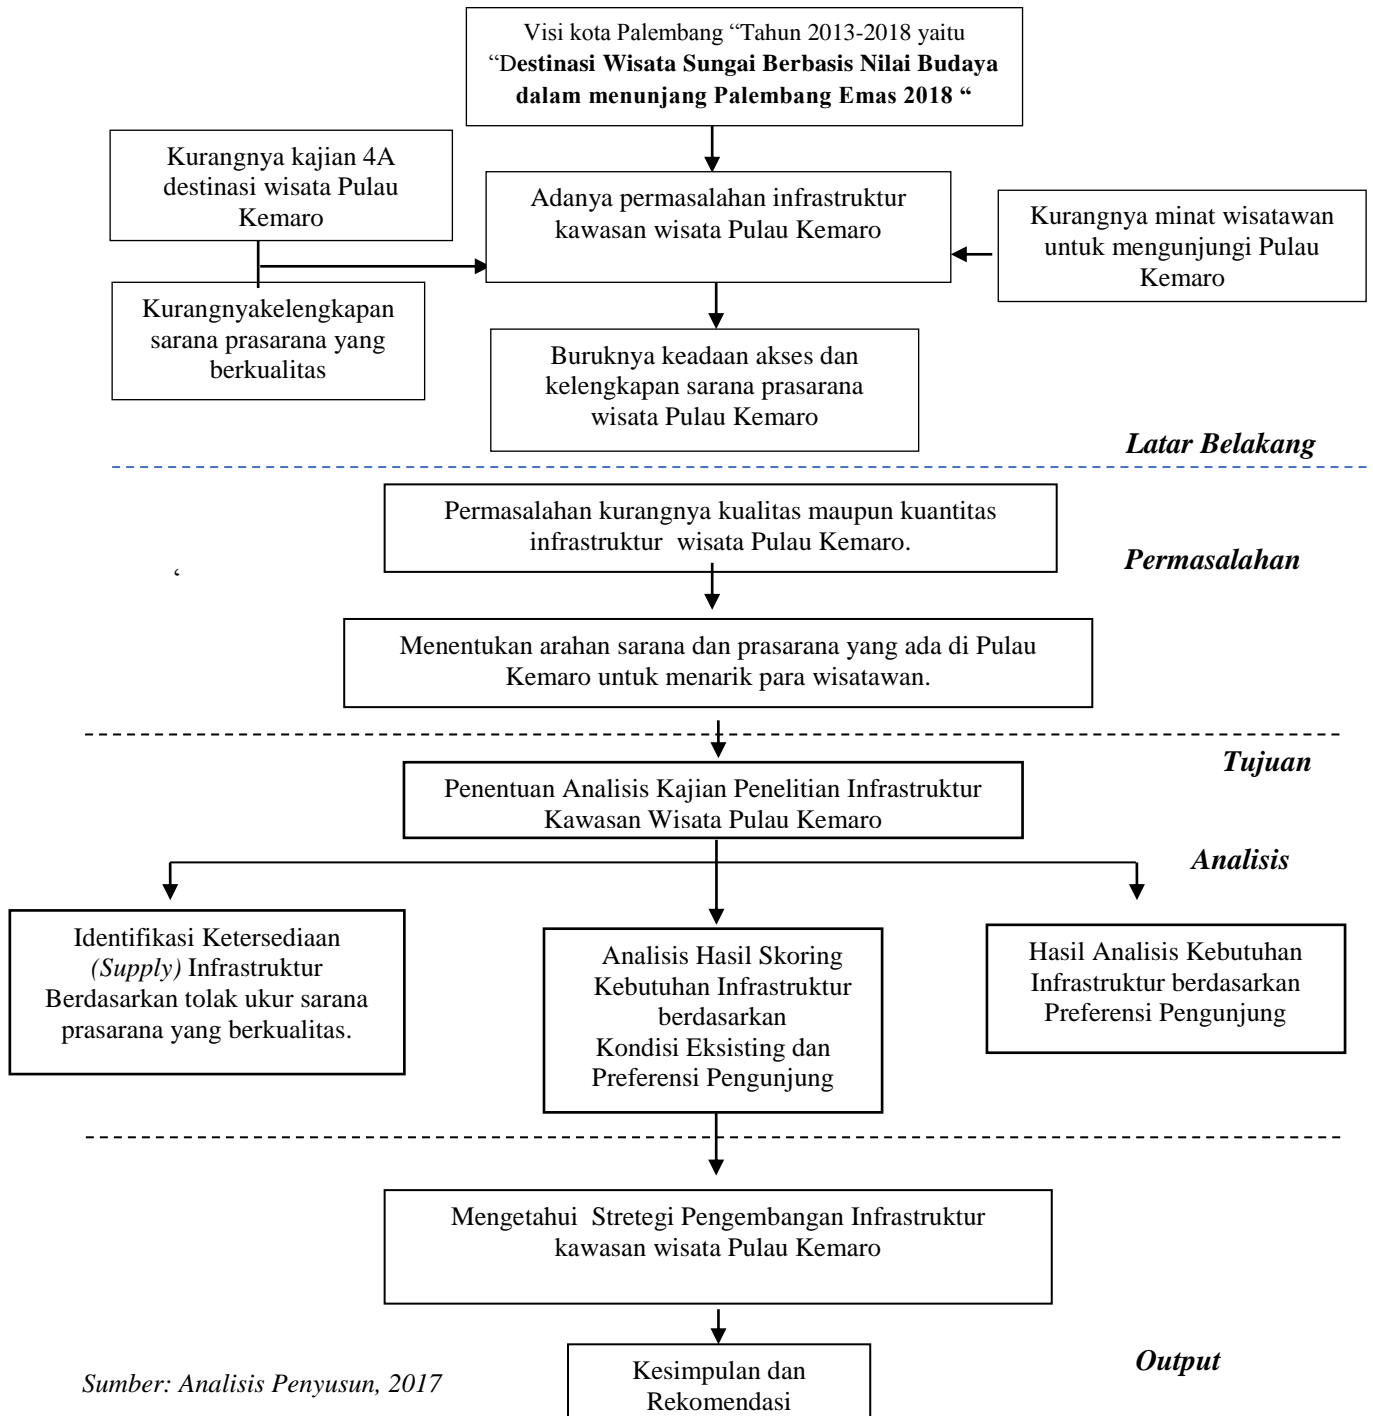 Visi kota Palembang “Tahun 2013-2018 yaitu
“Destinasi Wisata Sungai Berbasis Nilai Budaya
dalam menunjang Palembang Emas 2018 “
Kurangnya kajian 4A
destinasi wisata Pulau
Kemaro
Adanya permasalahan infrastruktur
kawasan wisata Pulau Kemaro
Kurangnya minat wisatawan
untuk mengunjungi Pulau
Kemaro
Kurangnyakelengkapan
sarana prasarana yang
berkualitas
Buruknya keadaan akses dan
kelengkapan sarana prasarana
wisata Pulau Kemaro
Latar Belakang
Permasalahan kurangnya kualitas maupun kuantitas
infrastruktur wisata Pulau Kemaro.
Permasalahan
‘
Menentukan arahan sarana dan prasarana yang ada di Pulau
Kemaro untuk menarik para wisatawan.
Tujuan
Penentuan Analisis Kajian Penelitian Infrastruktur
Kawasan Wisata Pulau Kemaro
Analisis
Identifikasi Ketersediaan
(Supply) Infrastruktur
Berdasarkan tolak ukur sarana
prasarana yang berkualitas.
Analisis Hasil Skoring
Kebutuhan Infrastruktur
berdasarkan
Kondisi Eksisting dan
Preferensi Pengunjung
Hasil Analisis Kebutuhan
Infrastruktur berdasarkan
Preferensi Pengunjung
Mengetahui Stretegi Pengembangan Infrastruktur
kawasan wisata Pulau Kemaro
Output
Kesimpulan dan
Rekomendasi
Sumber: Analisis Penyusun, 2017